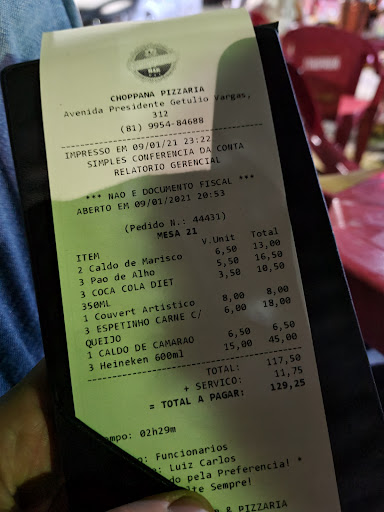 CHOPPANA PIZZARIA
Avenida Presidente Getulio Vargas,
312
(81) 9954-84688
IMPRESSO EM 09/01/21 23:22
SIMPLES CONFERENCIA DA CONTA
RELATORIO GERENCIAL
*** NAO E DOCUMENTO FISCAL ***
ABERTO EM 09/01/2021 20:53
(Pedido N.: 44431)
MESA 21
ITEM V.Unit Total
2 Caldo de Marisco 6,50 13,00
3 Pao de Alho 5,50 16,50
3 COCA COLA DIET 3,50 10,50
350ML
1 Couvert Artistico 8,00 8,00
3 ESPETINHO CARNE C/ 6,00 18,00
QUEIJO
1 CALDO DE CAMARAO 6,50 6,50
3 Heineken 600ml 15,00 45,00
TOTAL: 117,50
+ SERVICO: 11,75
= TOTAL A PAGAR: 129,25
empo: 02h29m
: Funcionarios
: Luiz Carlos
do pela Preferencia! *
lte Sempre!
& PIZZARIA